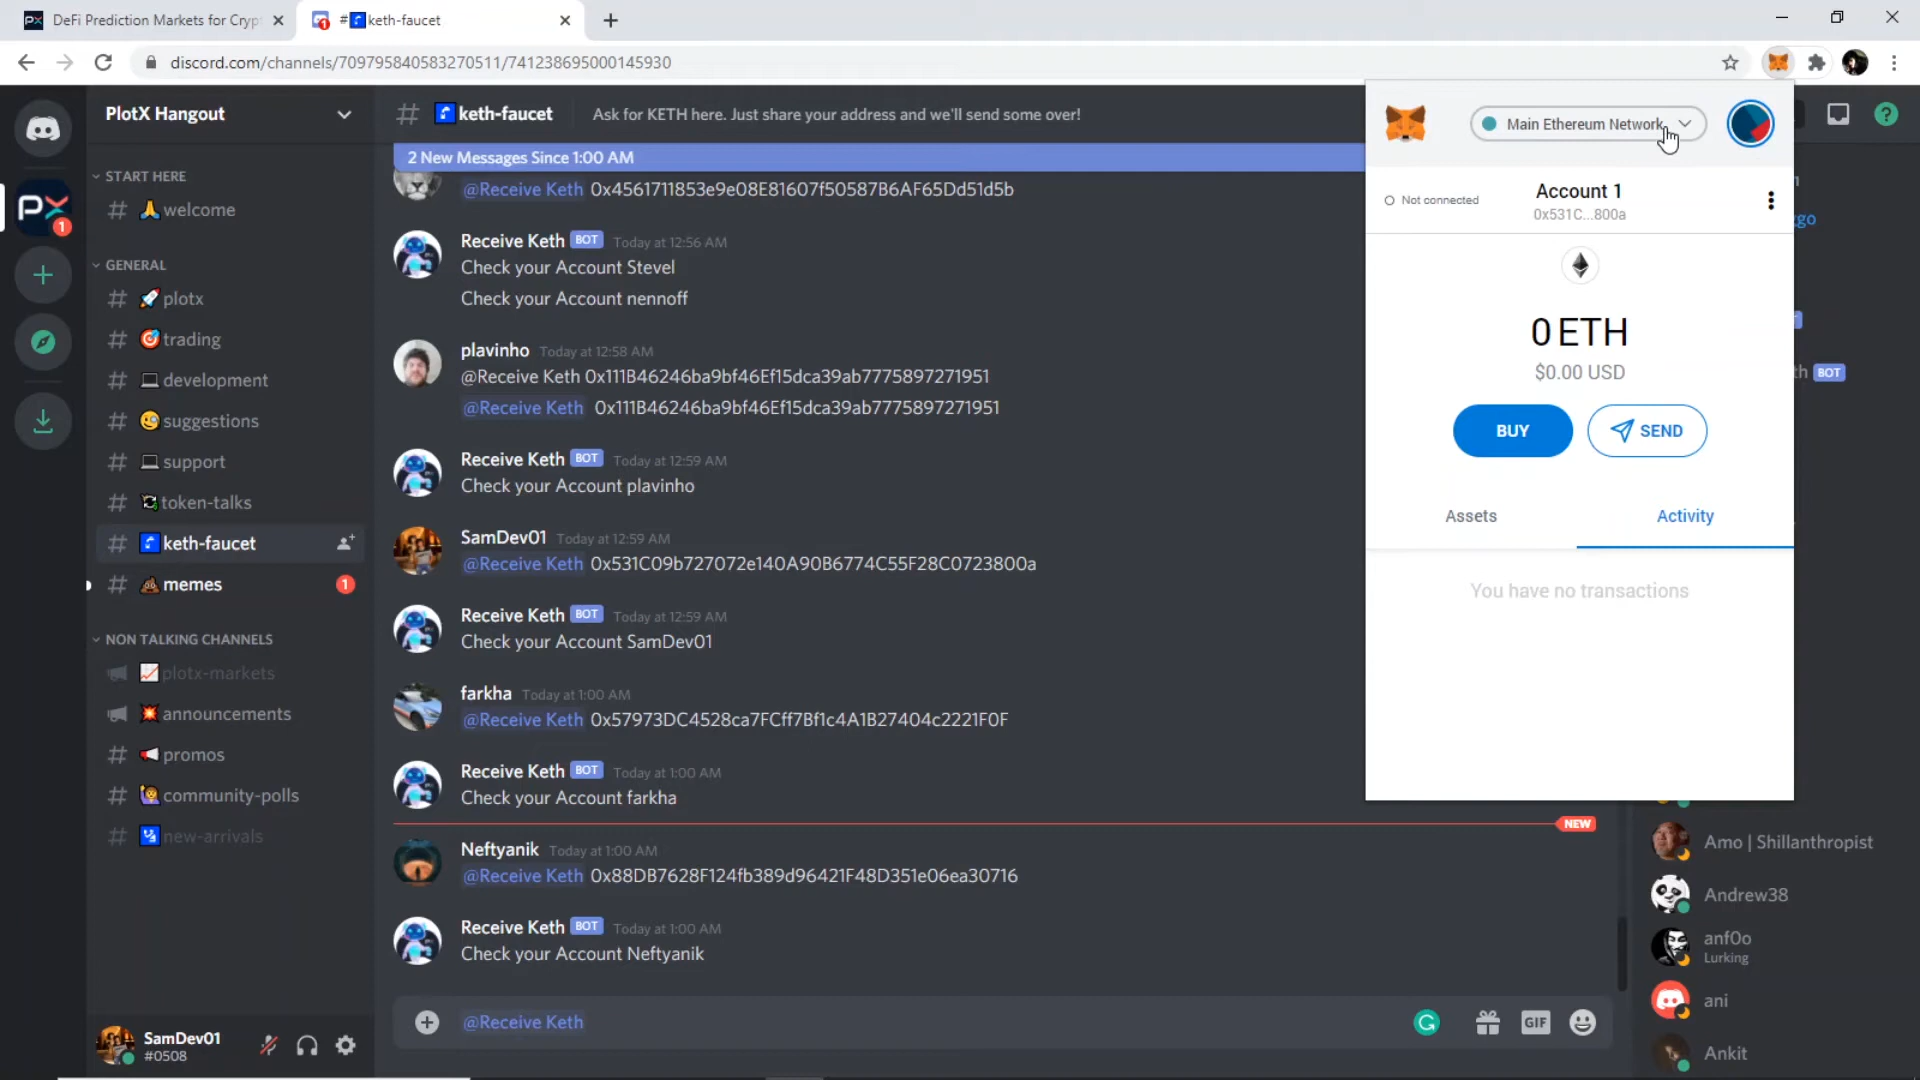 DeFi Prediction Markets for Cryp
# keth-faucet
discord.com/channels/709795840583270511/741238695000145930
PlotX Hangout
START HERE
# welcome
GENERAL
# plotx
# trading
# development
# suggestions
# support
# token-talks
# keth-faucet
# memes
1
NON TALKING CHANNELS
plotx-markets
announcements
# promos
# community-polls
# new-arrivals
SamDev01
#0508
PX
1
# keth-faucet
Ask for KETH here. Just share your address and we'll send some over!
2 New Messages Since 1:00 AM
@Receive Keth 0x4561711853e9e08E81607f50587B6AF65Dd51d5b
Receive Keth BOT Today at 12:56 AM
Check your Account Stevel
Check your Account nennoff
plavinho Today at 12:58 AM
@Receive Keth 0x111B46246ba9bf46Ef15dca39ab7775897271951
@Receive Keth 0x111B46246ba9bf46Ef15dca39ab7775897271951
Receive Keth BOT Today at 12:59 AM
Check your Account plavinho
SamDev01 Today at 12:59 AM
@Receive Keth 0x531C09b727072e140A90B6774C55F28C0723800a
Receive Keth BOT Today at 12:59 AM
Check your Account SamDev01
farkha Today at 1:00 AM
@Receive Keth 0x57973DC4528ca7FCff7Bf1c4A1B27404c2221F0F
Receive Keth BOT Today at 1:00 AM
Check your Account farkha
NEW
Neftyanik Today at 1:00 AM
@Receive Keth 0x88DB7628F124fb389d96421F48D351e06ea30716
Receive Keth BOT Today at 1:00 AM
Check your Account Neftyanik
@Receive Keth
GIF
Main Ethereum Network
Not connected
Account 1
0x531C...800a
0 ETH
$0.00 USD
BUY
SEND
Assets
Activity
You have no transactions
BOT
Amo | Shillanthropist
Andrew38
anf0o
Lurking
ani
Ankit